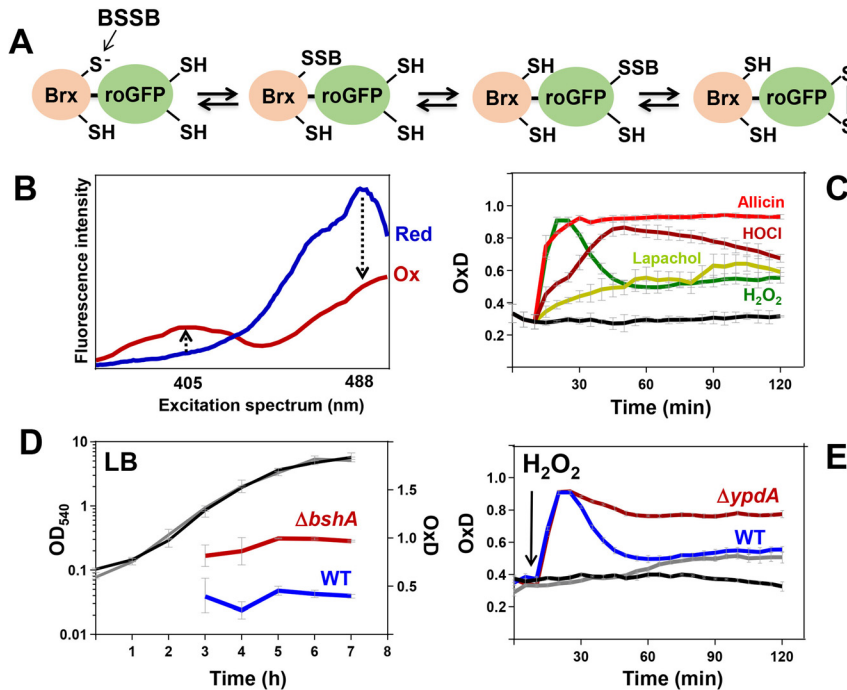 BSSB
A
S-
SH
SSB
SH
SH
SSB
SH
S
Brx
roGFP
Brx
roGFP
Brx
roGFP
Brx
roGFP
SH
SH
SH
SH
SH
SH
SH
S
B
Fluorescence intensity
Red
Ox
405
488
Excitation spectrum (nm)
C
OxD
1.0
0.8
0.6
0.4
0.2
Allicin
HOCl
Lapachol
H2O2
30
60
90
120
Time (min)
D
LB
OD540
10
1
0.1
0.01
ΔbshA
WT
1.5
1.0
0.5
OxD
1
2
3
4
5
6
7
8
Time (h)
E
H2O2
OxD
1.0
0.8
0.6
0.4
0.2
ΔypdA
WT
30
60
90
120
Time (min)